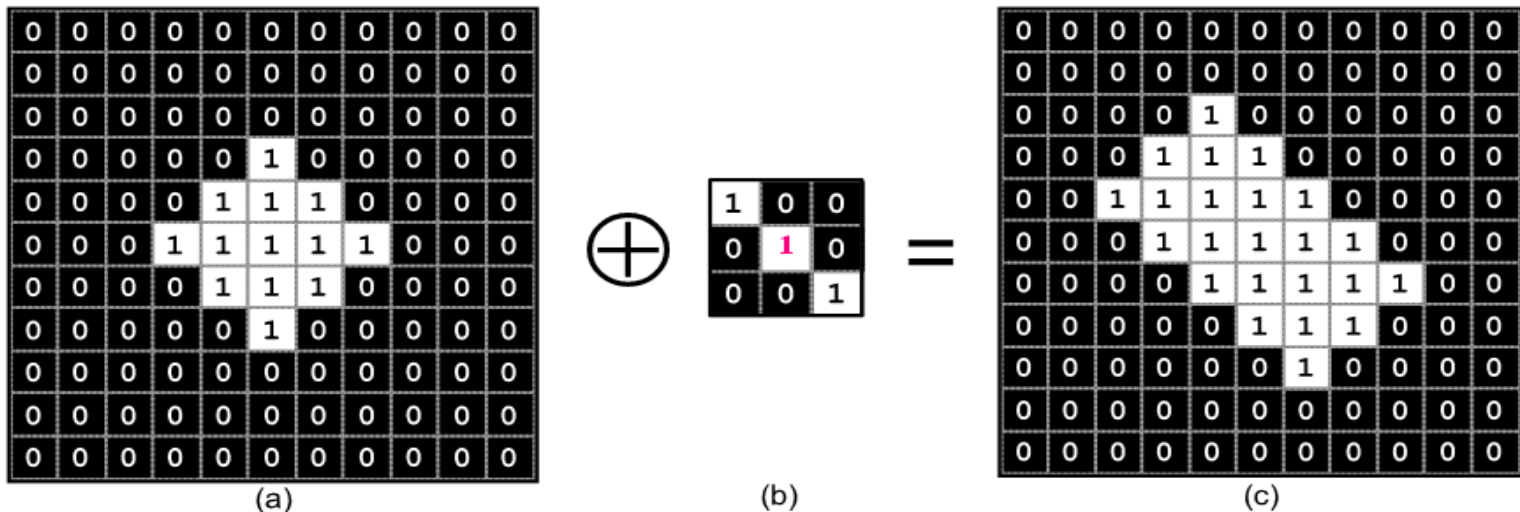 0 0 0 0 0 0 0 0 0 0 0
0 0 0 0 0 0 0 0 0 0 0
0 0 0 0 0 0 0 0 0 0 0
0 0 0 0 0 1 0 0 0 0 0
0 0 0 0 1 1 1 0 0 0 0
0 0 0 1 1 1 1 1 0 0 0
0 0 0 0 1 1 1 0 0 0 0
0 0 0 0 0 1 0 0 0 0 0
0 0 0 0 0 0 0 0 0 0 0
0 0 0 0 0 0 0 0 0 0 0
0 0 0 0 0 0 0 0 0 0 0
(a)
⊕
1 0 0
0 1 0
0 0 1
(b)
=
0 0 0 0 0 0 0 0 0 0 0
0 0 0 0 0 0 0 0 0 0 0
0 0 0 0 1 0 0 0 0 0 0
0 0 0 1 1 1 0 0 0 0 0
0 0 1 1 1 1 1 0 0 0 0
0 0 0 1 1 1 1 1 0 0 0
0 0 0 0 1 1 1 1 1 0 0
0 0 0 0 0 1 1 1 0 0 0
0 0 0 0 0 0 1 0 0 0 0
0 0 0 0 0 0 0 0 0 0 0
0 0 0 0 0 0 0 0 0 0 0
(c)